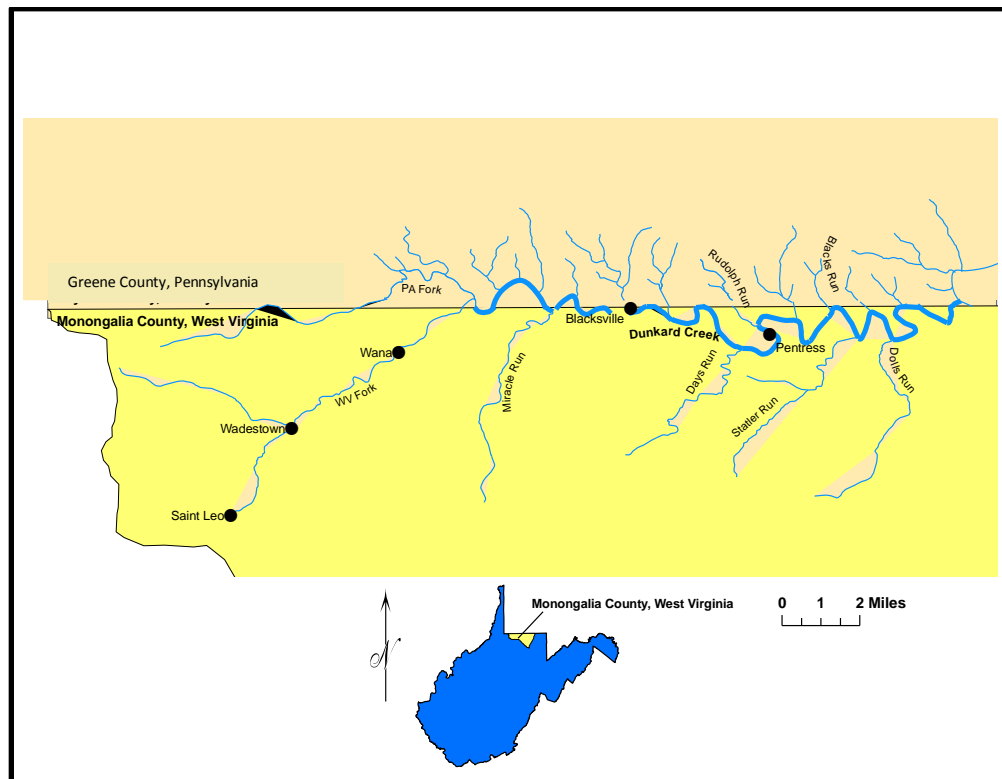 Greene County, Pennsylvania
PA Fork
Monongalia County, West Virginia
Blacksville
Dunkard Creek
Rudolph Run
Blacks Run
Pentress
Wana
WV Fork
Miracle Run
Days Run
Statler Run
Dolls Run
Wadestown
Saint Leo
N
Monongalia County, West Virginia
0 1 2 Miles